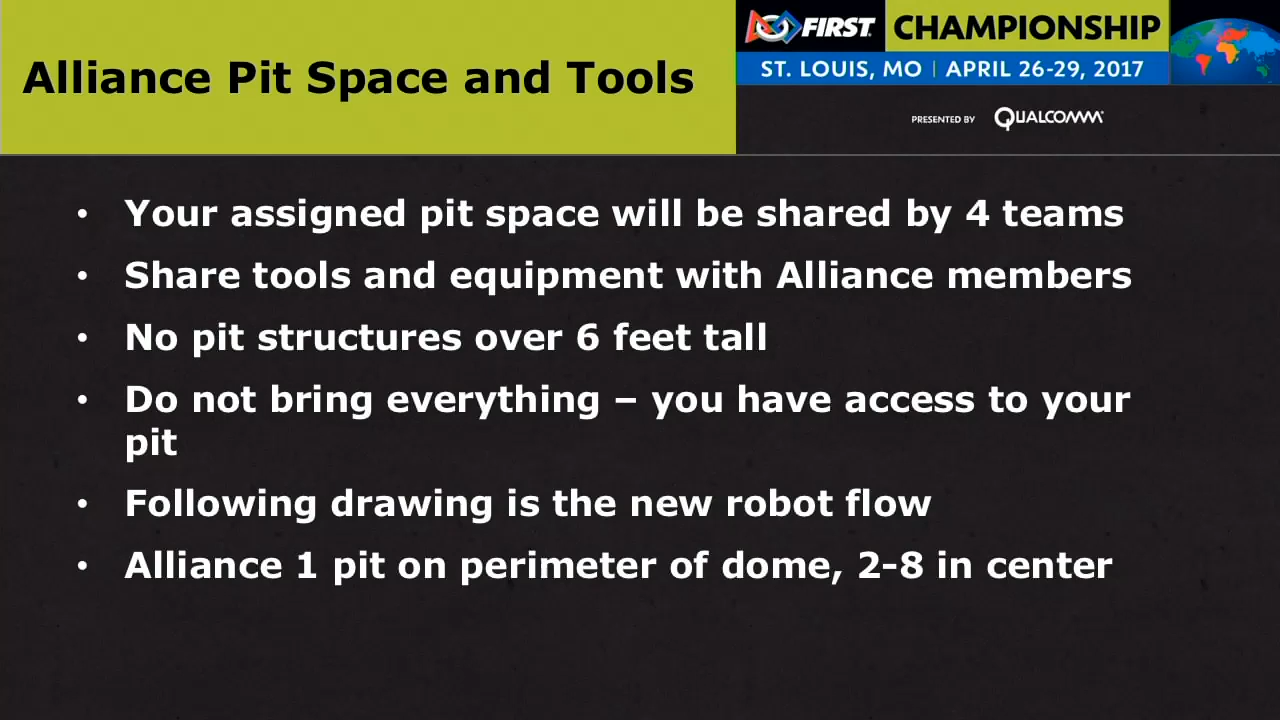 Alliance Pit Space and Tools
FIRST CHAMPIONSHIP
ST. LOUIS, MO | APRIL 26-29, 2017
PRESENTED BY QUALCOMM
• Your assigned pit space will be shared by 4 teams
• Share tools and equipment with Alliance members
• No pit structures over 6 feet tall
• Do not bring everything – you have access to your
pit
• Following drawing is the new robot flow
• Alliance 1 pit on perimeter of dome, 2-8 in center